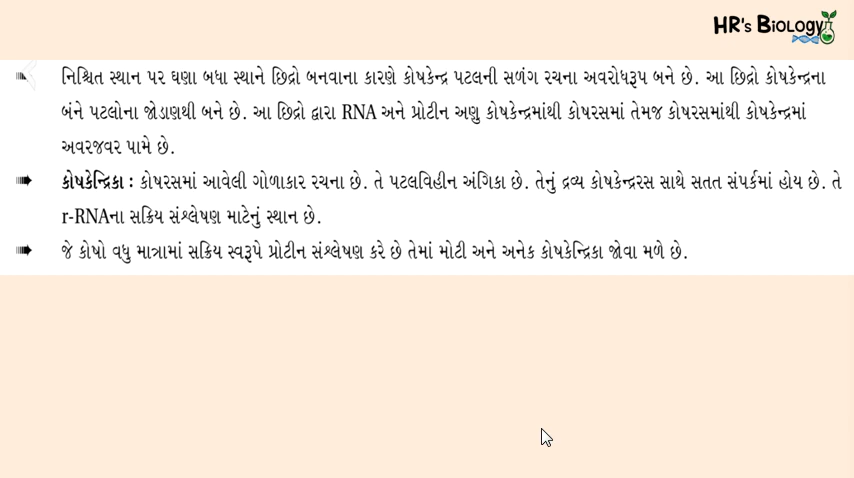 HR's BIOLOGY
નિશ્ચિત સ્થાન પર ઘણા બધા સ્થાને છિદ્રો બનવાના કારણે કોષકેન્દ્ર પટલની સળંગ રચના અવરોધરૂપ બને છે. આ છિદ્રો કોષકેન્દ્રના
બંને પટલોના જોડાણથી બને છે. આ છિદ્રો દ્વારા RNA અને પ્રોટીન અણુ કોષકેન્દ્રમાંથી કોષરસમાં તેમજ કોષરસમાંથી કોષકેન્દ્રમાં
અવરજવર પામે છે.
કોષકેન્દ્રિકા : કોષરસમાં આવેલી ગોળાકાર રચના છે. તે પટલવિહીન અંગિકા છે. તેનું દ્રવ્ય કોષકેન્દ્રરસ સાથે સતત સંપર્કમાં હોય છે. તે
r-RNAના સક્રિય સંશ્લેષણ માટેનું સ્થાન છે.
જે કોષો વધુ માત્રામાં સક્રિય સ્વરૂપે પ્રોટીન સંશ્લેષણ કરે છે તેમાં મોટી અને અનેક કોષકેન્દ્રિકા જોવા મળે છે.